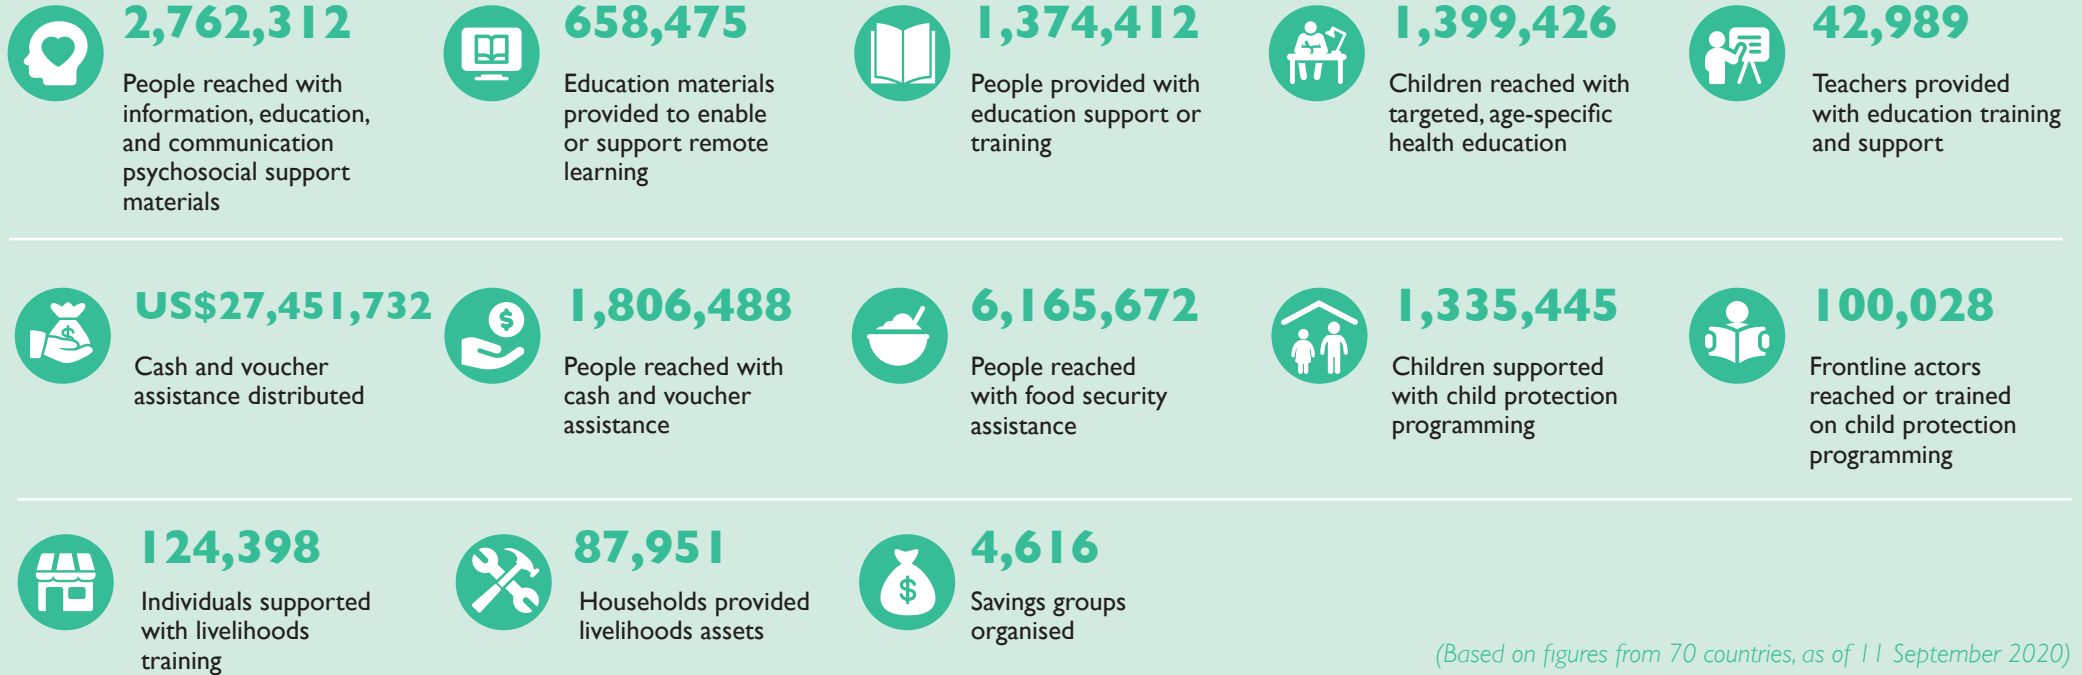 2,762,312
People reached with
information, education,
and communication
psychosocial support
materials
658,475
Education materials
provided to enable
or support remote
learning
1,374,412
People provided with
education support or
training
1,399,426
Children reached with
targeted, age-specific
health education
42,989
Teachers provided
with education training
and support
US$27,451,732
Cash and voucher
assistance distributed
1,806,488
People reached with
cash and voucher
assistance
6,165,672
People reached
with food security
assistance
1,335,445
Children supported
with child protection
programming
100,028
Frontline actors
reached or trained
on child protection
programming
124,398
Individuals supported
with livelihoods
training
87,951
Households provided
livelihoods assets
4,616
Savings groups
organised
(Based on figures from 70 countries, as of 11 September 2020)